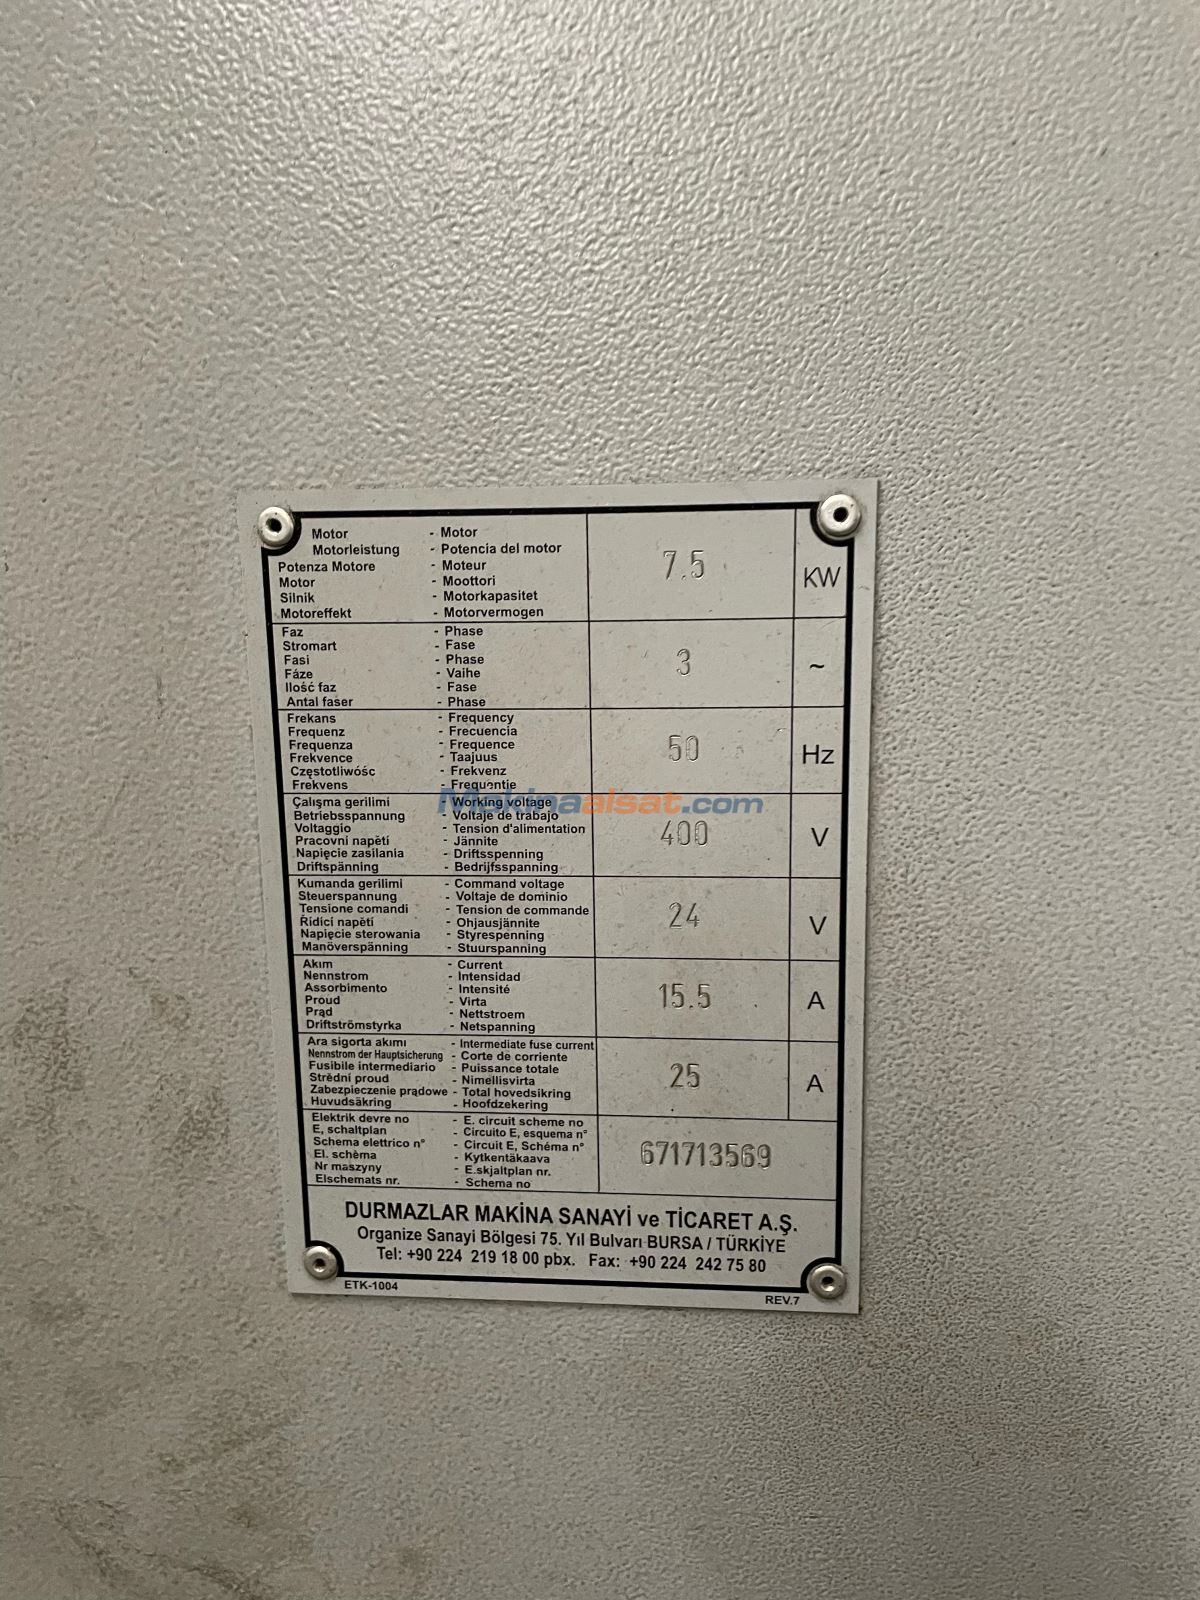 Motor - Motor
Motorleistung - Potencia del motor
Potenza Motore - Moteur
Motor - Moottori
Silnik - Motorkapasitet
Motoreffekt - Motorvermogen
7.5 KW
Faz - Phase
Stromart - Fase
Fasi - Phase
Fáze - Vaihe
Ilość faz - Fase
Antal faser - Phase
3 ~
Frekans - Frequency
Frequenz - Frecuencia
Frequenza - Frequence
Frekvence - Taajuus
Częstotliwośc - Frekvenz
Frekvens - Frequentie
50 Hz
Çalışma gerilimi - Working voltage
Betriebsspannung - Voltaje de trabajo
Voltaggio - Tension d'alimentation
Pracovni napěti - Jännite
Napięcie zasilania - Driftsspenning
Driftspänning - Bedrijfsspanning
400 V
Makinaalsat.com
Kumanda gerilimi - Command voltage
Steuerspannung - Voltaje de dominio
Tensione comandi - Tension de commande
Řidící napětí - Ohjausjännite
Napięcie sterowania - Styrespenning
Manöverspänning - Stuurspanning
24 V
Akım - Current
Nennstrom - Intensidad
Assorbimento - Intensité
Proud - Virta
Prąd - Nettstroem
Driftströmstyrka - Netspanning
15.5 A
Ara sigorta akımı - Intermediate fuse current
Nennstrom der Hauptsicherung - Corte de corriente
Fusibile intermediario - Puissance totale
Strědni proud - Nimellisvirta
Zabezpieczenie prądowe - Total hovedsikring
Huvudsäkring - Hoofdzekering
25 A
Elektrik devre no - E. circuit scheme no
E, schaltplan - Circuito E, esquema n°
Schema elettrico n° - Circuit E, Schéma n°
El. schèma - Kytkentäkaava
Nr maszyny - E.skjaltplan nr.
Elschemats nr. - Schema no
671713569
DURMAZLAR MAKİNA SANAYİ ve TİCARET A.Ş.
Organize Sanayi Bölgesi 75. Yıl Bulvarı BURSA / TÜRKİYE
Tel: +90 224 219 18 00 pbx. Fax: +90 224 242 75 80
ETK-1004 REV.7